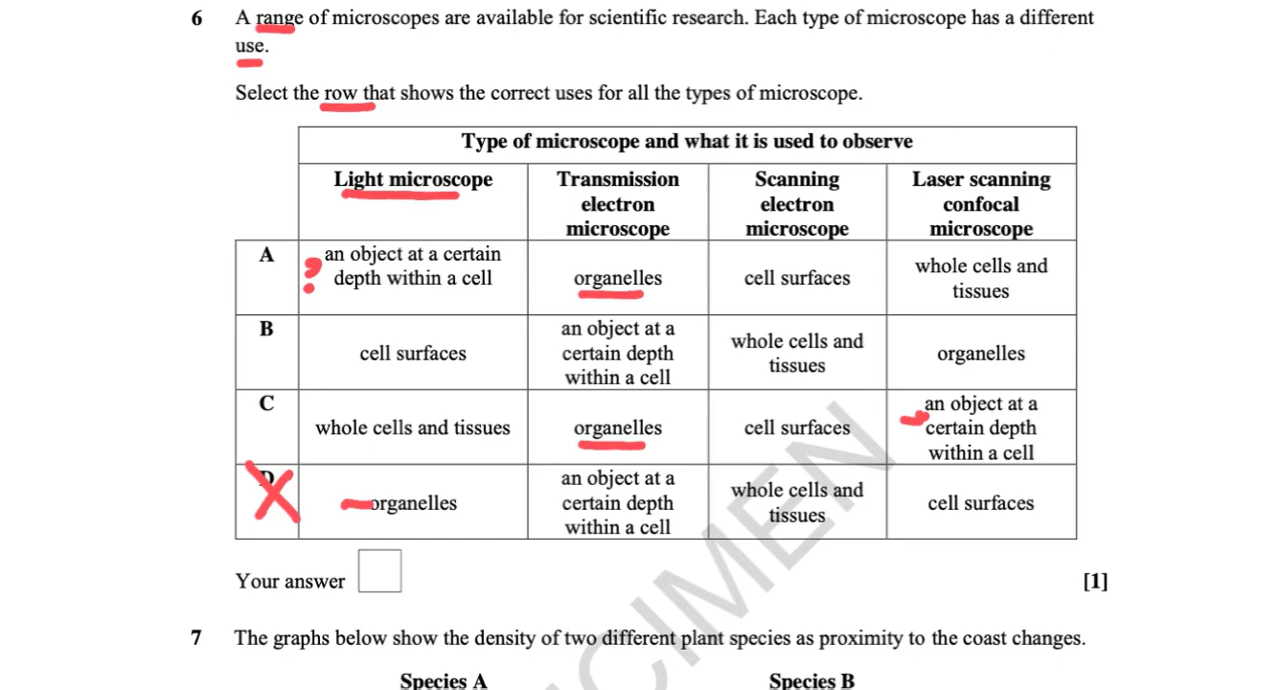 6 A range of microscopes are available for scientific research. Each type of microscope has a different
use.
Select the row that shows the correct uses for all the types of microscope.
Type of microscope and what it is used to observe
Light microscope
Transmission
electron
microscope
Scanning
electron
microscope
Laser scanning
confocal
microscope
A
an object at a certain
depth within a cell
organelles
cell surfaces
whole cells and
tissues
B
cell surfaces
an object at a
certain depth
within a cell
whole cells and
tissues
organelles
C
whole cells and tissues
organelles
cell surfaces
an object at a
certain depth
within a cell
D
organelles
an object at a
certain depth
within a cell
whole cells and
tissues
cell surfaces
Your answer
[1]
7 The graphs below show the density of two different plant species as proximity to the coast changes.
Species A
Species B
CIMEN
?